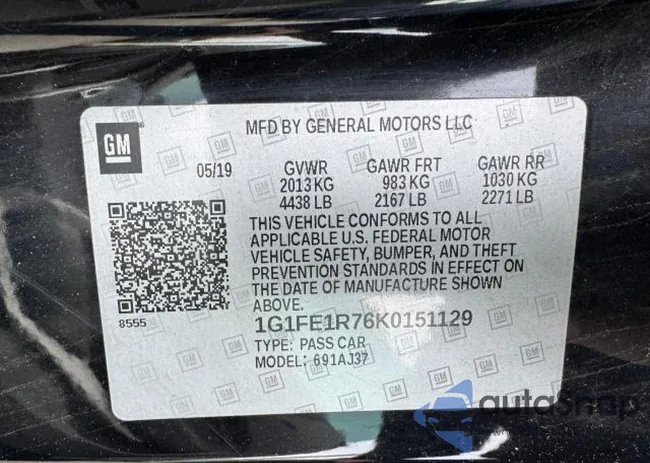 GM
MFD BY GENERAL MOTORS LLC
05/19 GVWR GAWR FRT GAWR RR
2013 KG 983 KG 1030 KG
4438 LB 2167 LB 2271 LB
THIS VEHICLE CONFORMS TO ALL
APPLICABLE U.S. FEDERAL MOTOR
VEHICLE SAFETY, BUMPER, AND THEFT
PREVENTION STANDARDS IN EFFECT ON
THE DATE OF MANUFACTURE SHOWN
ABOVE.
8555
1G1FE1R76K0151129
TYPE: PASS CAR
MODEL: 691AJ37
autosnap